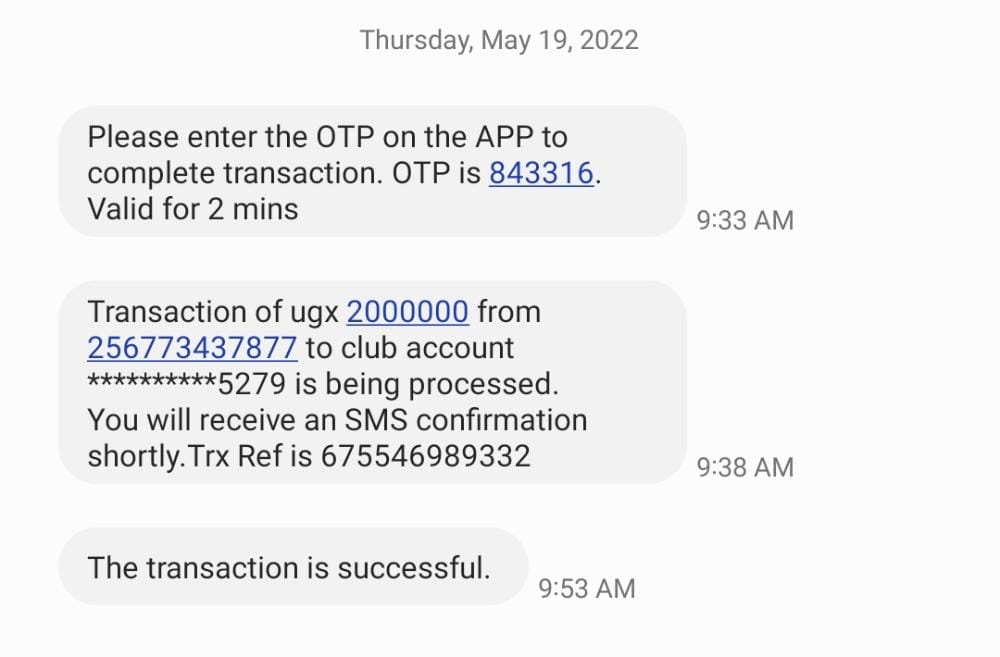 Thursday, May 19, 2022
Please enter the OTP on the APP to
complete transaction. OTP is 843316.
Valid for 2 mins
9:33 AM
Transaction of ugx 2000000 from
256773437877 to club account
**********5279 is being processed.
You will receive an SMS confirmation
shortly.Trx Ref is 675546989332
9:38 AM
The transaction is successful.
9:53 AM